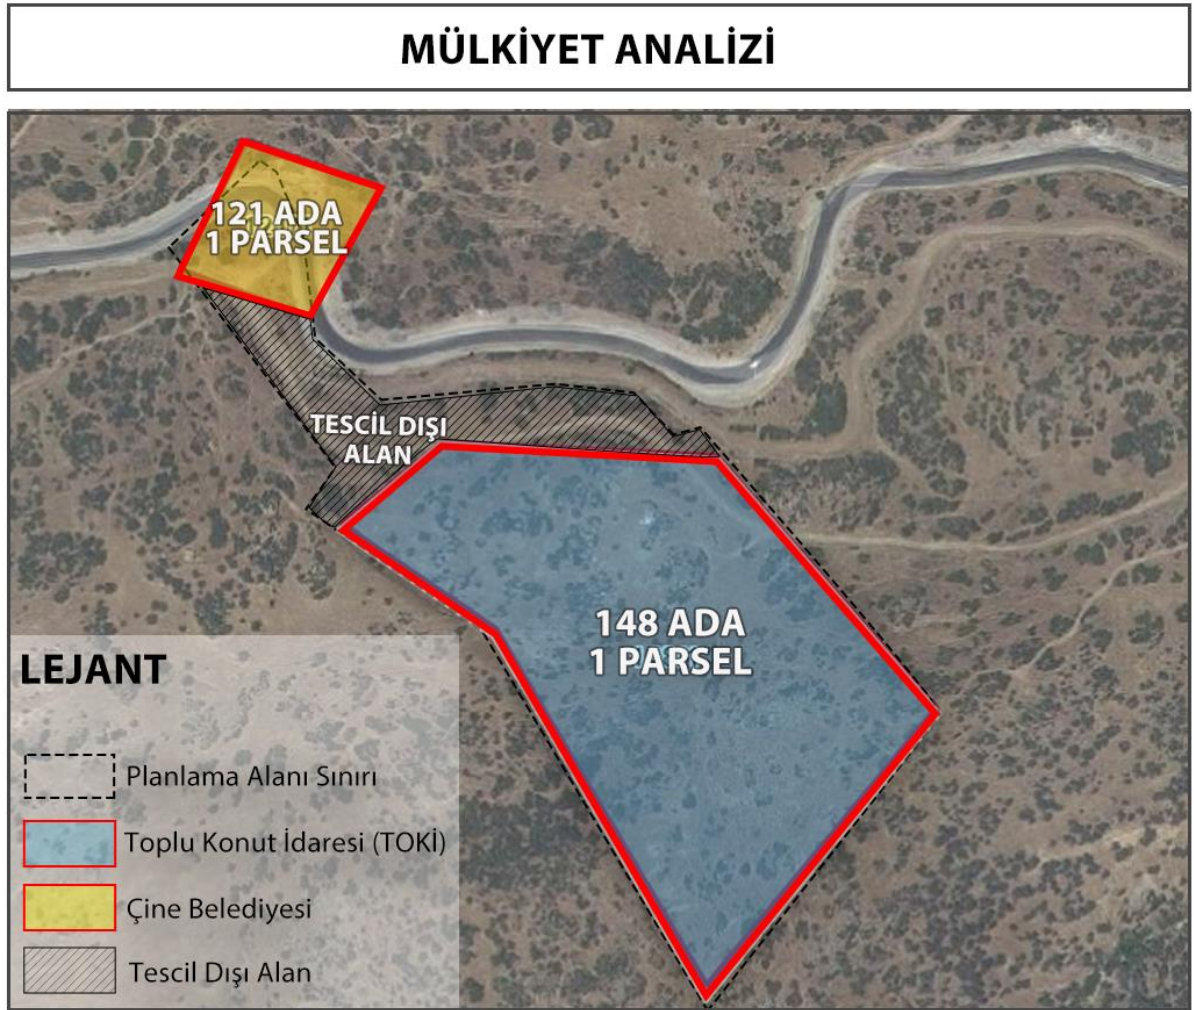 MÜLKİYET ANALİZİ
121 ADA
1 PARSEL
TESCİL DIŞI
ALAN
148 ADA
1 PARSEL
LEJANT
Planlama Alanı Sınırı
Toplu Konut İdaresi (TOKİ)
Çine Belediyesi
Tescil Dışı Alan